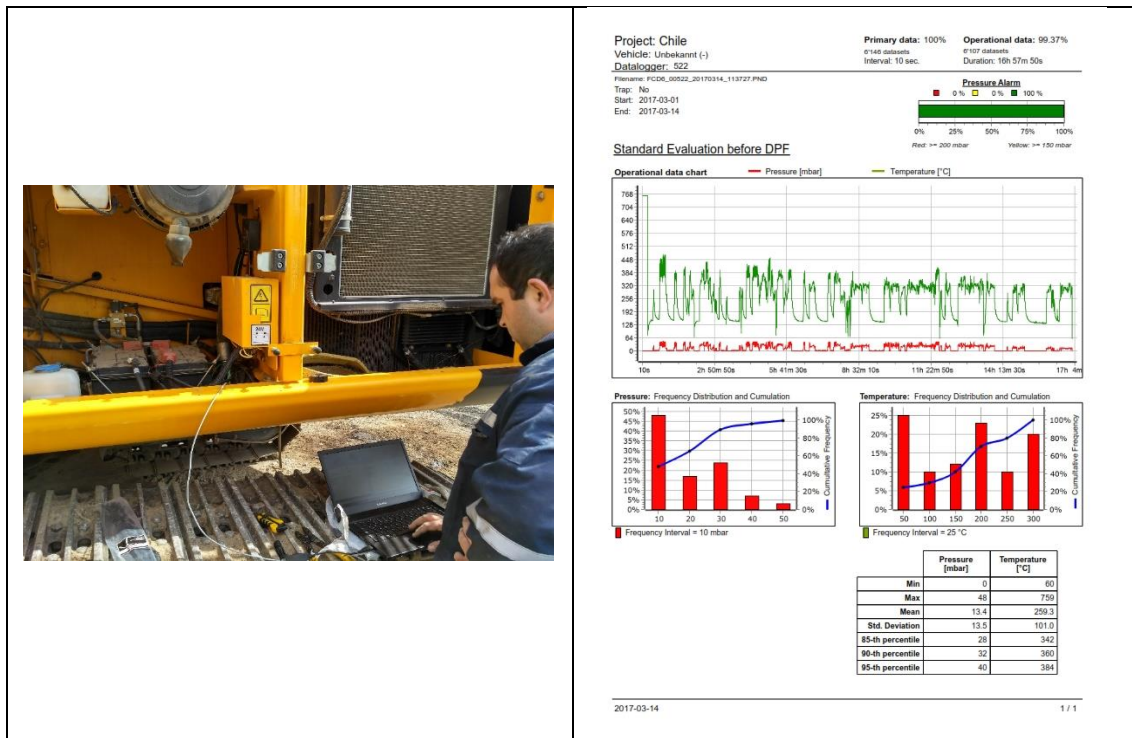 Project: Chile
Vehicle: Unbekannt (-)
Datalogger: 522
Primary data: 100%
6'146 datasets
Interval: 10 sec.
Operational data: 99.37%
6'107 datasets
Duration: 16h 57m 50s
Filename: FCD6_00522_20170314_113727.PND
Trap: No
Start: 2017-03-01
End: 2017-03-14
Pressure Alarm
0 % 0 % 100 %
0% 25% 50% 75% 100%
Red: >= 200 mbar Yellow: >= 150 mbar
Standard Evaluation before DPF
Operational data chart Pressure [mbar] Temperature [°C]
768
704
640
576
512
448
384
320
256
192
128
64
0
10s 2h 50m 50s 5h 41m 30s 8h 32m 10s 11h 22m 50s 14h 13m 30s 17h 4m
Pressure: Frequency Distribution and Cumulation
50%
45%
40%
35%
30%
25%
20%
15%
10%
5%
0%
100%
80%
60%
40%
20%
0%
Cumultative Frequency
10 20 30 40 50
Frequency Interval = 10 mbar
Temperature: Frequency Distribution and Cumulation
25%
20%
15%
10%
5%
0%
100%
80%
60%
40%
20%
0%
Cumultative Frequency
50 100 150 200 250 300
Frequency Interval = 25 °C
Pressure [mbar] Temperature [°C]
Min 0 60
Max 48 759
Mean 13.4 259.3
Std. Deviation 13.5 101.0
85-th percentile 28 342
90-th percentile 32 360
95-th percentile 40 384
2017-03-14 1 / 1